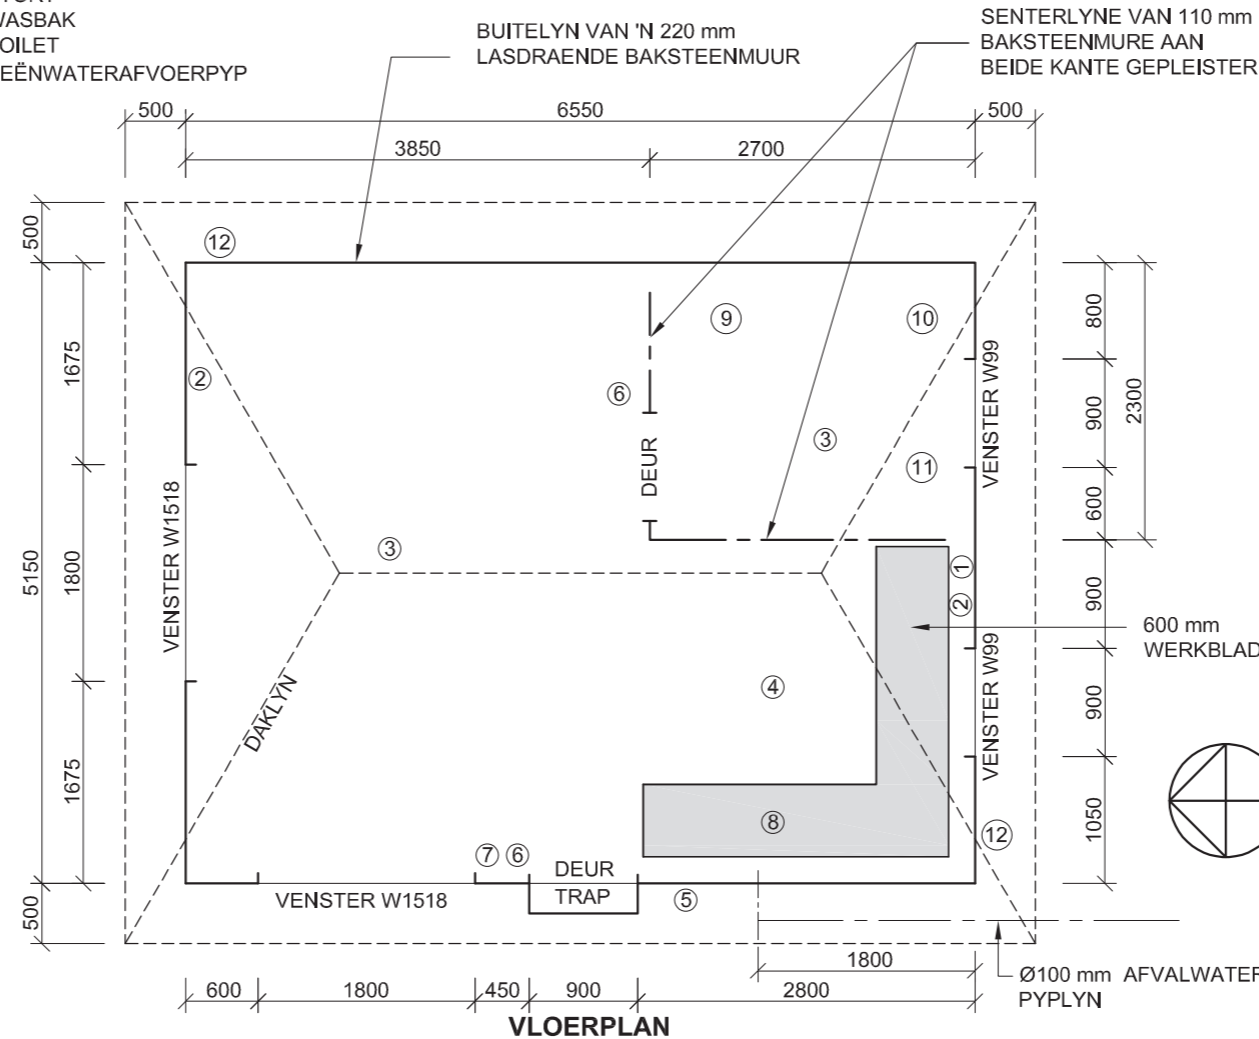 WASBAK
BUITELYN VAN 'N 220 mm
LASDRAENDE BAKSTEENMUUR
SENTERLYNE VAN 110 mm
BAKSTEENMURE AAN
BEIDE KANTE GEPLEISTER
500
6550
500
3850
2700
500
12
9
10
800
1675
2
6
3
VENSTER W99
900
2300
DEUR
11
600
VENSTER W1518
3
1
5150
1800
2
900
600 mm
WERKBLAD
4
DAKLYN
VENSTER W99
900
1675
8
12
1050
7
6
DEUR
VENSTER W1518
TRAP
5
500
1800
Ø100 mm AFVALWATER
PYPLYN
600
1800
450
900
2800
VLOERPLAN